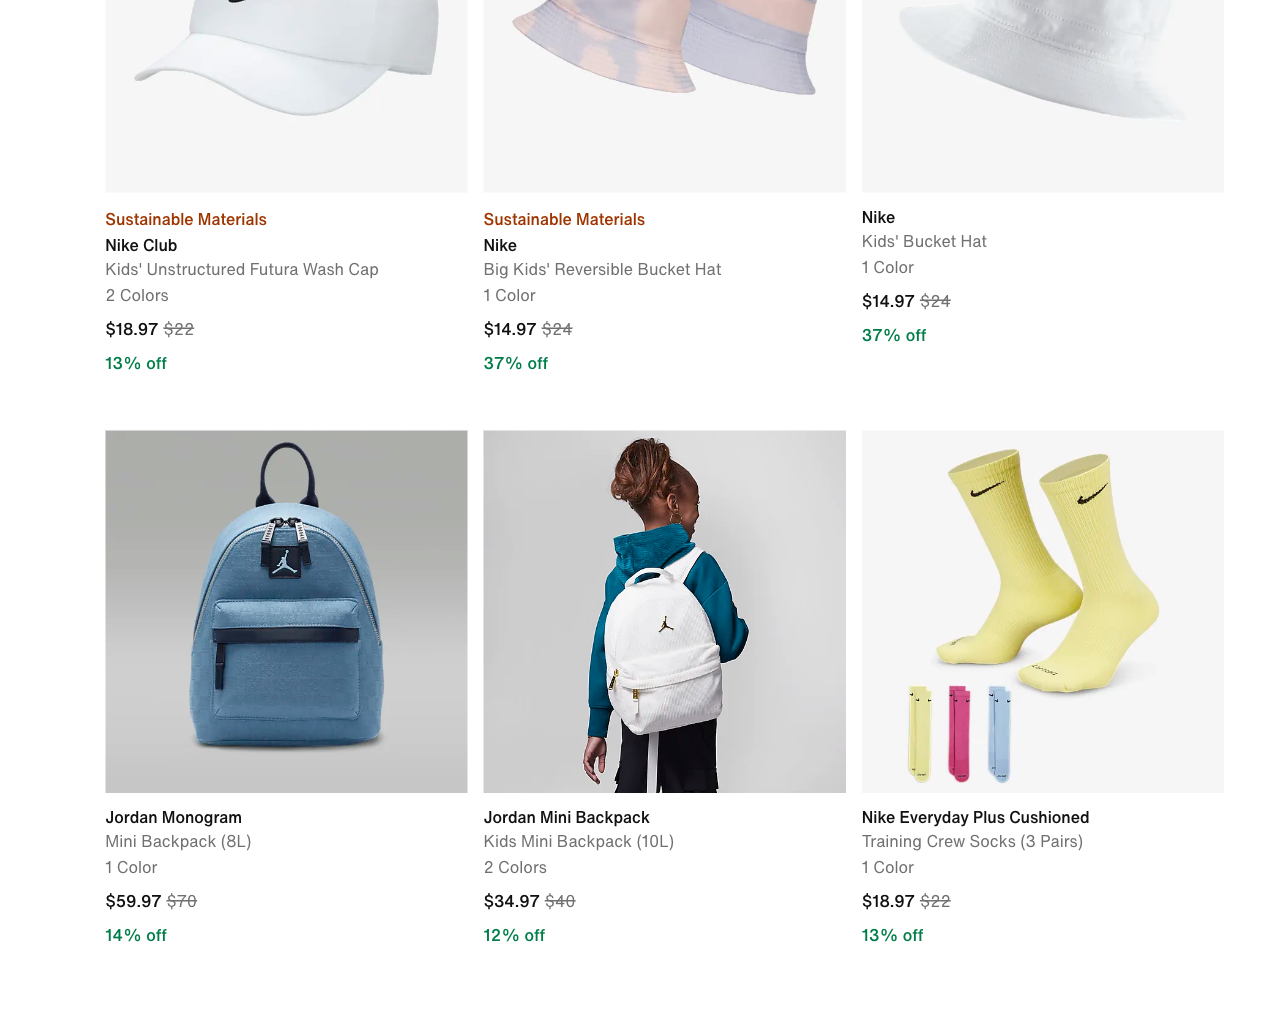 Sustainable Materials
Nike Club
Kids' Unstructured Futura Wash Cap
2 Colors
$18.97 $22
13% off
Sustainable Materials
Nike
Big Kids' Reversible Bucket Hat
1 Color
$14.97 $24
37% off
Nike
Kids' Bucket Hat
1 Color
$14.97 $24
37% off
Jordan Monogram
Mini Backpack (8L)
1 Color
$59.97 $70
14% off
Jordan Mini Backpack
Kids Mini Backpack (10L)
2 Colors
$34.97 $40
12% off
Nike Everyday Plus Cushioned
Training Crew Socks (3 Pairs)
1 Color
$18.97 $22
13% off